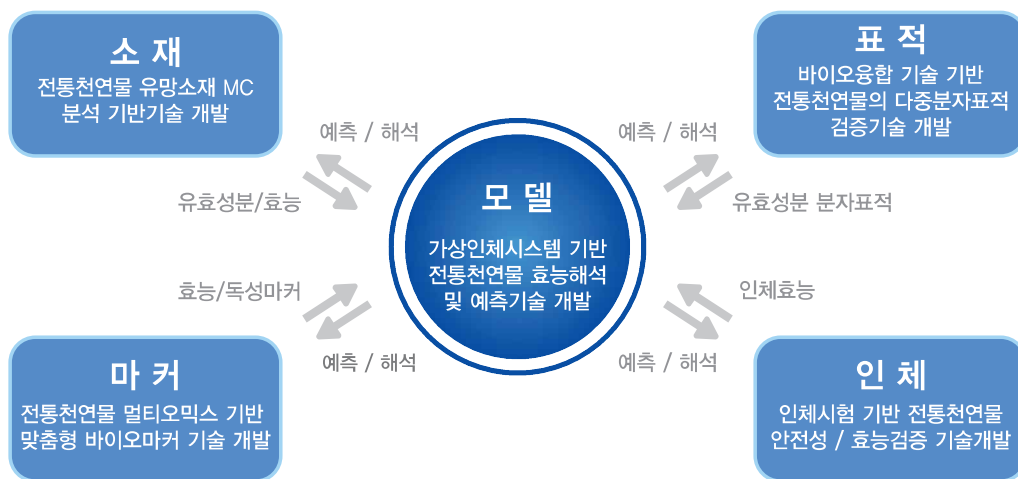 소 재
전통천연물 유망소재 MC
분석 기반기술 개발
표 적
바이오융합 기술 기반
전통천연물의 다중분자표적
검증기술 개발
예측 / 해석
예측 / 해석
유효성분/효능
유효성분 분자표적
모 델
가상인체시스템 기반
전통천연물 효능해석
및 예측기술 개발
효능/독성마커
인체효능
예측 / 해석
예측 / 해석
마 커
전통천연물 멀티오믹스 기반
맞춤형 바이오마커 기술 개발
인 체
인체시험 기반 전통천연물
안전성 / 효능검증 기술개발